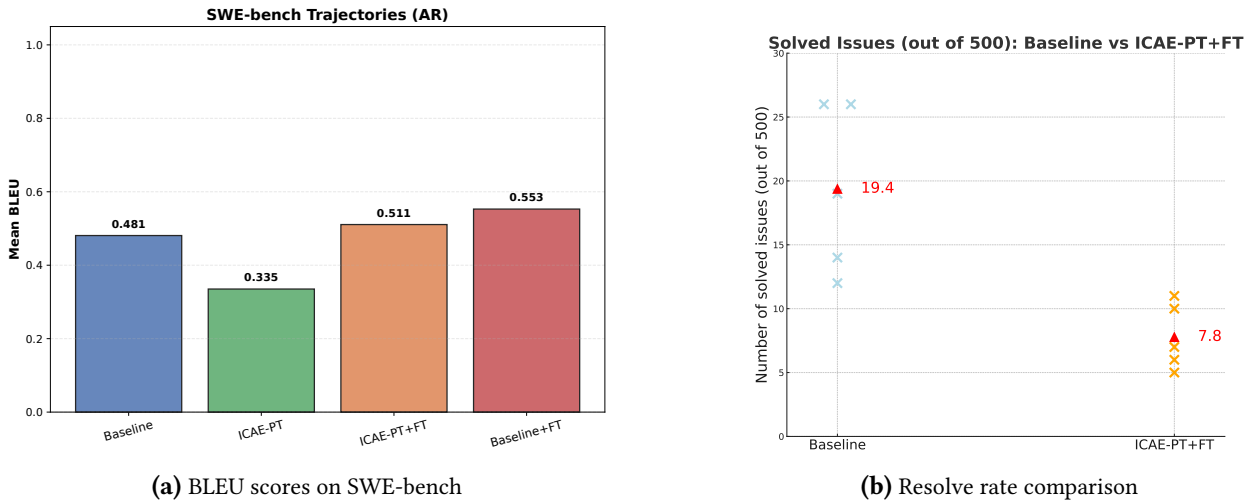 SWE-bench Trajectories (AR)
Mean BLEU
1.0
0.8
0.6
0.4
0.2
0.0
0.481
0.335
0.511
0.553
Baseline
ICAE-PT
ICAE-PT+FT
Baseline+FT
(a) BLEU scores on SWE-bench
Solved Issues (out of 500): Baseline vs ICAE-PT+FT
Number of solved issues (out of 500)
30
25
20
15
10
5
0
19.4
7.8
Baseline
ICAE-PT+FT
(b) Resolve rate comparison